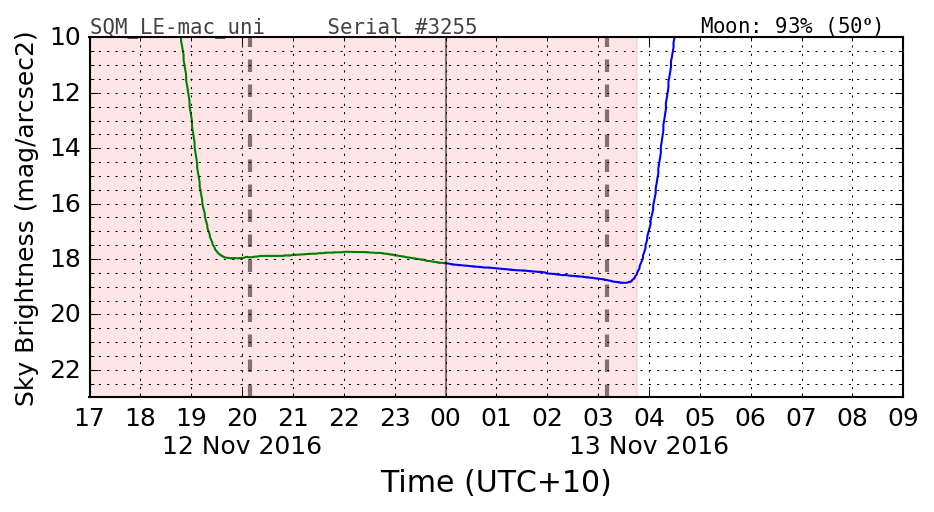 SQM_LE-mac_uni Serial #3255 Moon: 93% (50º)
Sky Brightness (mag/arcsec2)
10
12
14
16
18
20
22
17 18 19 20 21 22 23 00 01 02 03 04 05 06 07 08 09
12 Nov 2016 13 Nov 2016
Time (UTC+10)